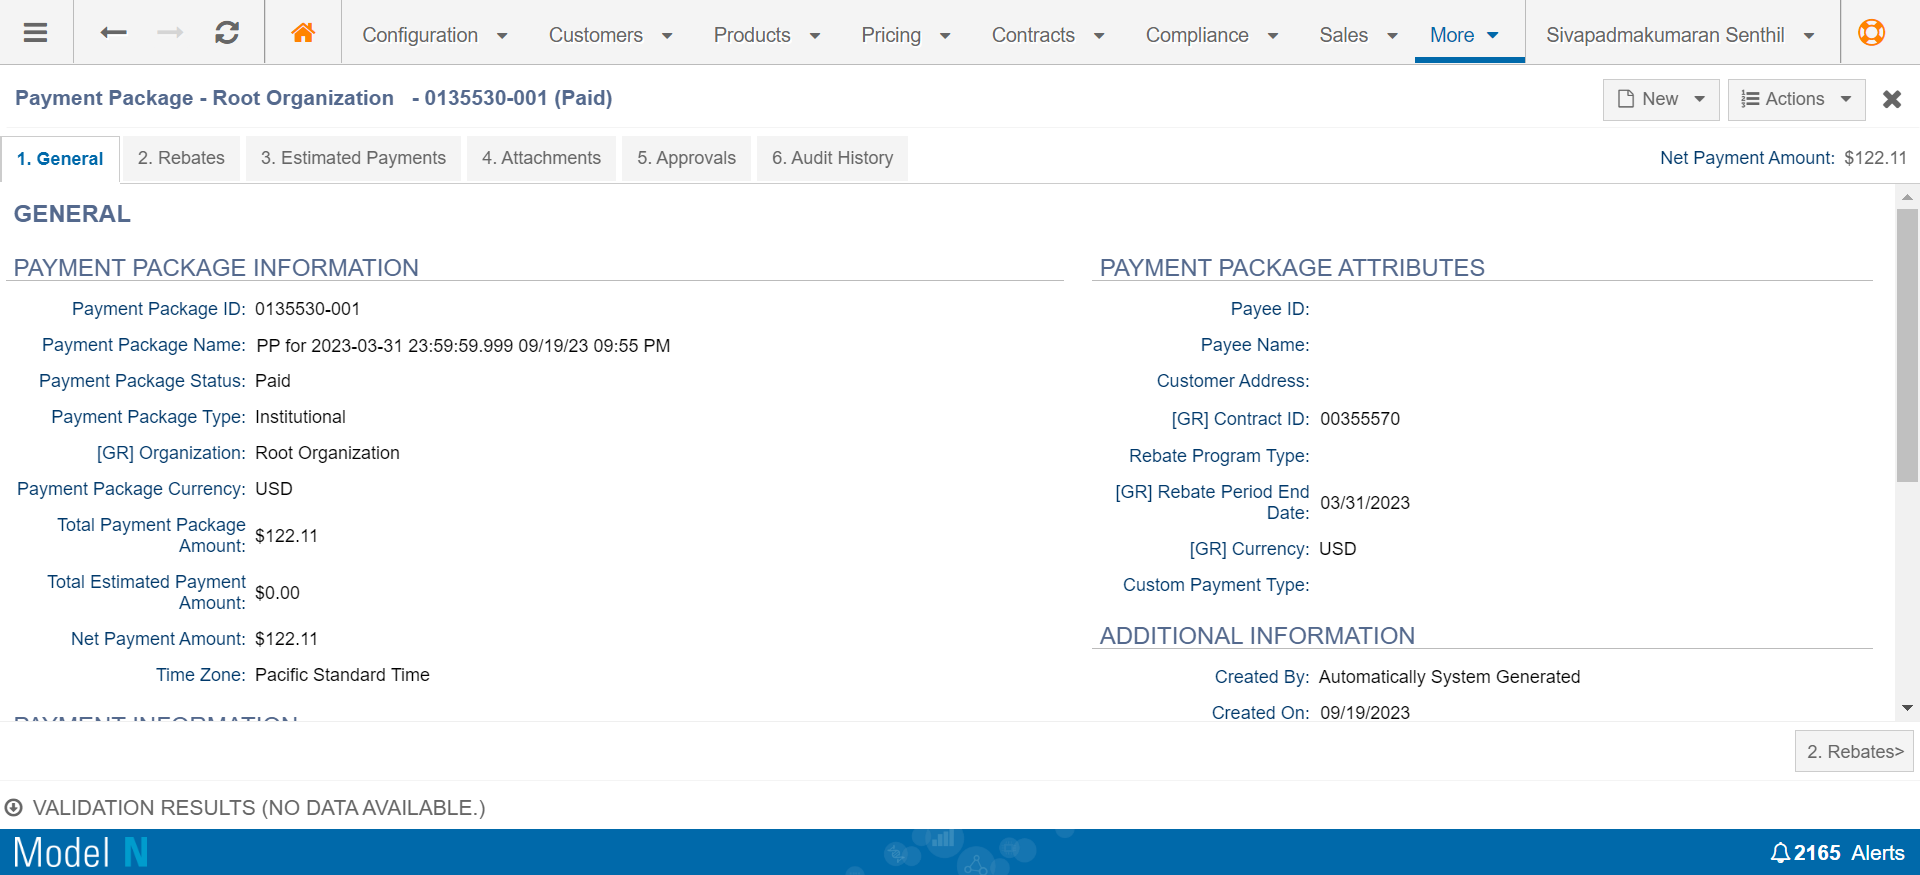 Configuration Customers Products Pricing Contracts Compliance Sales More Sivapadmakumaran Senthil
Payment Package - Root Organization - 0135530-001 (Paid)
New Actions
1. General 2. Rebates 3. Estimated Payments 4. Attachments 5. Approvals 6. Audit History
Net Payment Amount: $122.11
GENERAL
PAYMENT PACKAGE INFORMATION
Payment Package ID: 0135530-001
Payment Package Name: PP for 2023-03-31 23:59:59.999 09/19/23 09:55 PM
Payment Package Status: Paid
Payment Package Type: Institutional
[GR] Organization: Root Organization
Payment Package Currency: USD
Total Payment Package
Amount: $122.11
Total Estimated Payment
Amount: $0.00
Net Payment Amount: $122.11
Time Zone: Pacific Standard Time
PAYMENT INFORMATION
PAYMENT PACKAGE ATTRIBUTES
Payee ID:
Payee Name:
Customer Address:
[GR] Contract ID: 00355570
Rebate Program Type:
[GR] Rebate Period End
Date: 03/31/2023
[GR] Currency: USD
Custom Payment Type:
ADDITIONAL INFORMATION
Created By: Automatically System Generated
Created On: 09/19/2023
2. Rebates>
VALIDATION RESULTS (NO DATA AVAILABLE.)
Model N
2165 Alerts